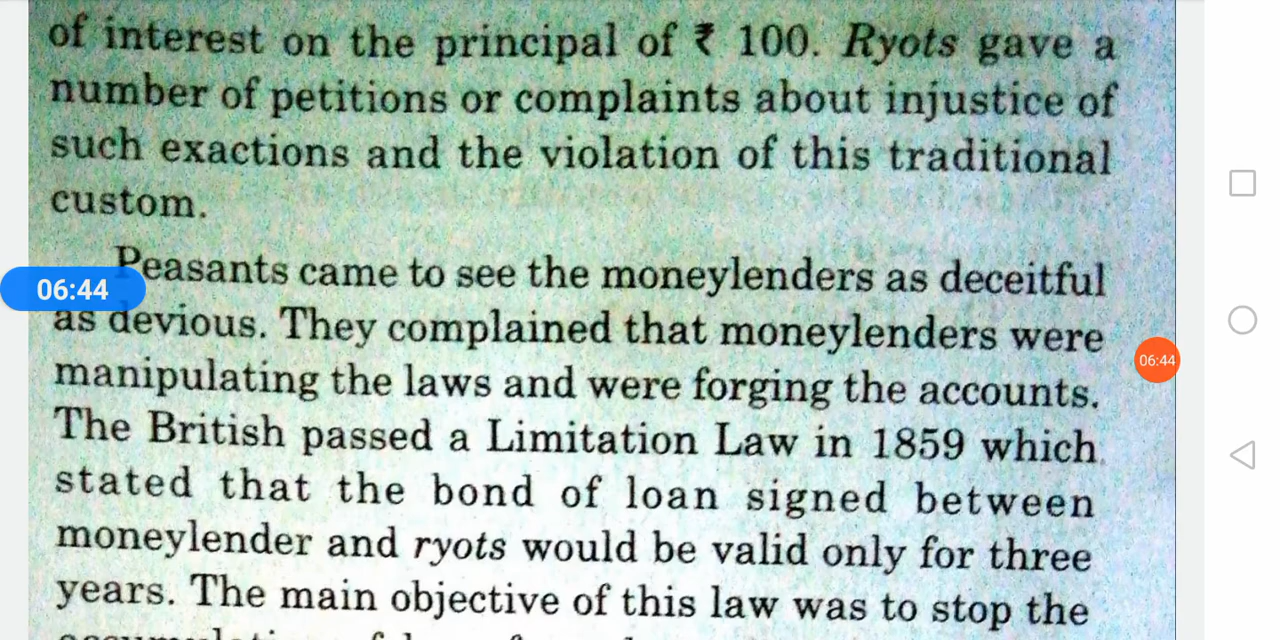 of interest on the principal of ₹ 100. Ryots gave a
number of petitions or complaints about injustice of
such exactions and the violation of this traditional
custom.
Peasants came to see the moneylenders as deceitful
06:44
as devious. They complained that moneylenders were
06:44
manipulating the laws and were forging the accounts.
The British passed a Limitation Law in 1859 which
stated that the bond of loan signed between
moneylender and ryots would be valid only for three
years. The main objective of this law was to stop the